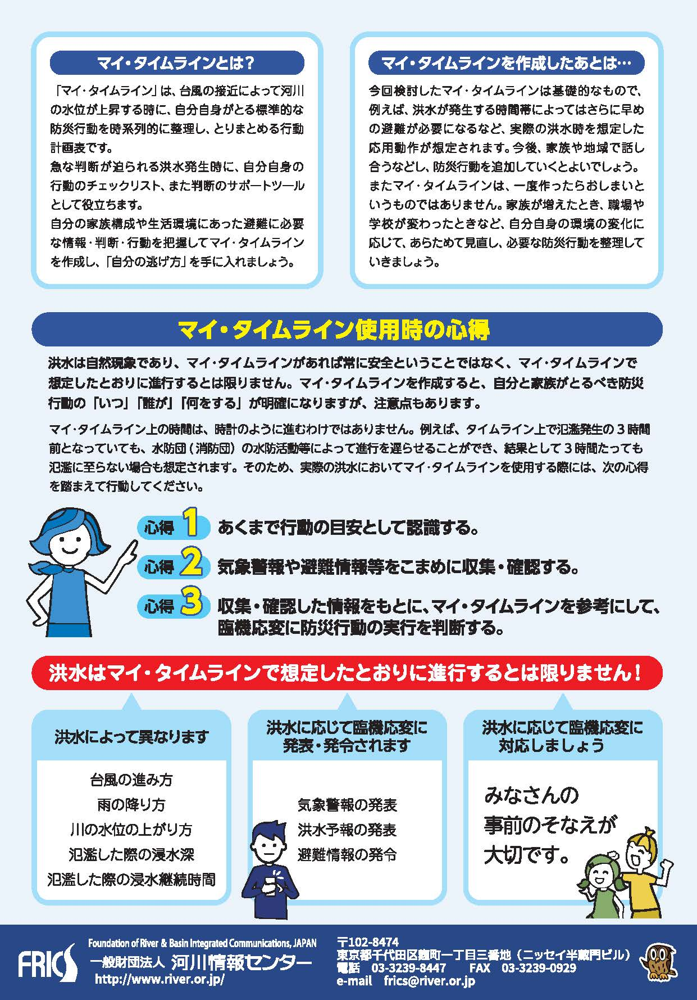 マイ・タイムラインとは？
「マイ・タイムライン」は、台風の接近によって河川
の水位が上昇する時に、自分自身がとる標準的な
防災行動を時系列的に整理し、とりまとめる行動
計画表です。
急な判断が迫られる洪水発生時に、自分自身の
行動のチェックリスト、また判断のサポートツール
として役立ちます。
自分の家族構成や生活環境にあった避難に必要
な情報・判断・行動を把握してマイ・タイムライン
を作成し、「自分の逃げ方」を手に入れましょう。
マイ・タイムラインを作成したあとは…
今回検討したマイ・タイムラインは基礎的なもので、
例えば、洪水が発生する時間帯によってはさらに早め
の避難が必要になるなど、実際の洪水時を想定した
応用動作が想定されます。今後、家族や地域で話し
合うなどし、防災行動を追加していくとよいでしょう。
またマイ・タイムラインは、一度作ったらおしまいと
いうものではありません。家族が増えたとき、職場や
学校が変わったときなど、自分自身の環境の変化に
応じて、あらためて見直し、必要な防災行動を整理して
いきましょう。
マイ・タイムライン使用時の心得
洪水は自然現象であり、マイ・タイムラインがあれば常に安全ということではなく、マイ・タイムラインで
想定したとおりに進行するとは限りません。マイ・タイムラインを作成すると、自分と家族がとるべき防災
行動の「いつ」「誰が」「何をする」が明確になりますが、注意点もあります。
マイ・タイムライン上の時間は、時計のように進むわけではありません。例えば、タイムライン上で氾濫発生の3時間
前となっていても、水防団(消防団)の水防活動等によって進行を遅らせることができ、結果として3時間たっても
氾濫に至らない場合も想定されます。そのため、実際の洪水においてマイ・タイムラインを使用する際には、次の心得
を踏まえて行動してください。
心得1 あくまで行動の目安として認識する。
心得2 気象警報や避難情報等をこまめに収集・確認する。
心得3 収集・確認した情報をもとに、マイ・タイムラインを参考にして、
臨機応変に防災行動の実行を判断する。
洪水はマイ・タイムラインで想定したとおりに進行するとは限りません！
洪水によって異なります
台風の進み方
雨の降り方
川の水位の上がり方
氾濫した際の浸水深
氾濫した際の浸水継続時間
洪水に応じて臨機応変に
発表・発令されます
気象警報の発表
洪水予報の発表
避難情報の発令
洪水に応じて臨機応変に
対応しましょう
みなさんの
事前のそなえが
大切です。
FRICS
Foundation of River & Basin Integrated Communications, JAPAN
一般財団法人 河川情報センター
http://www.river.or.jp/
〒102-8474
東京都千代田区麹町一丁目三番地（ニッセイ半蔵門ビル）
電話 03-3239-8447 FAX 03-3239-0929
e-mail frics@river.or.jp